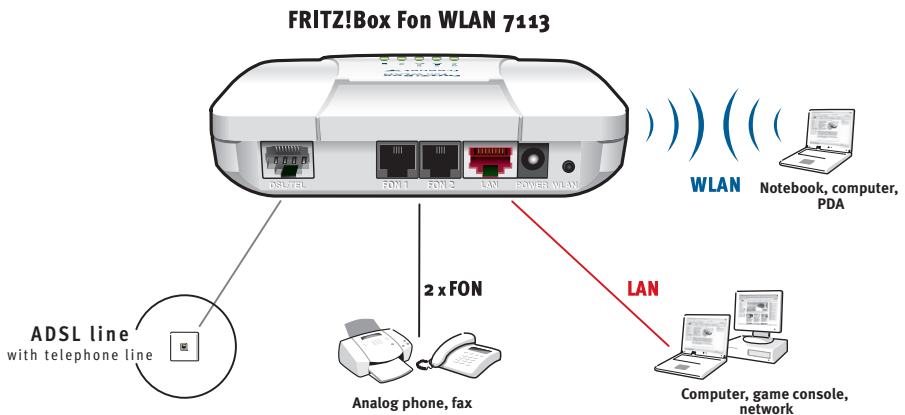 FRITZ!Box Fon WLAN 7113
DSL/TEL
FON 1
FON 2
LAN
POWER
WLAN
WLAN
Notebook, computer,
PDA
2 x FON
LAN
ADSL line
with telephone line
Analog phone, fax
Computer, game console,
network